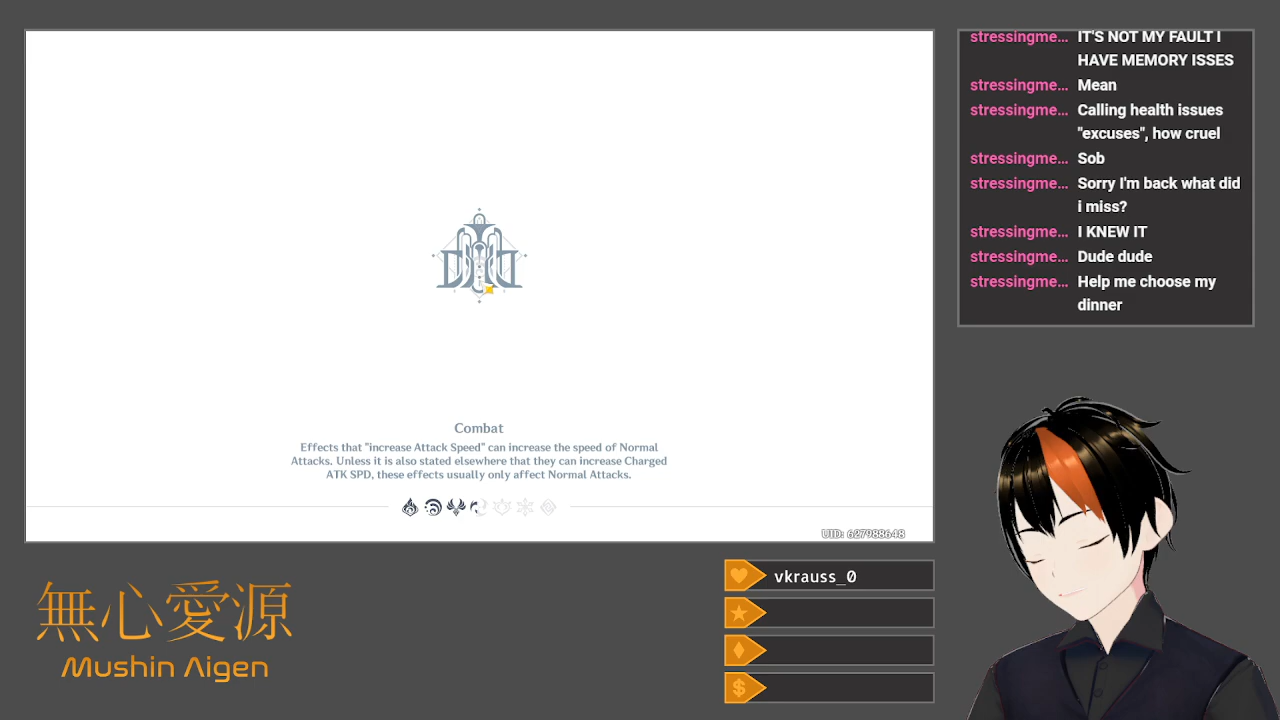 stressingme... IT'S NOT MY FAULT I
HAVE MEMORY ISSES
stressingme... Mean
stressingme... Calling health issues
"excuses", how cruel
stressingme... Sob
stressingme... Sorry I'm back what did
i miss?
stressingme... I KNEW IT
stressingme... Dude dude
stressingme... Help me choose my
dinner
Combat
Effects that "increase Attack Speed" can increase the speed of Normal
Attacks. Unless it is also stated elsewhere that they can increase Charged
ATK SPD, these effects usually only affect Normal Attacks.
UID: 627988648
無心愛源
Mushin Aigen
vkrauss_0